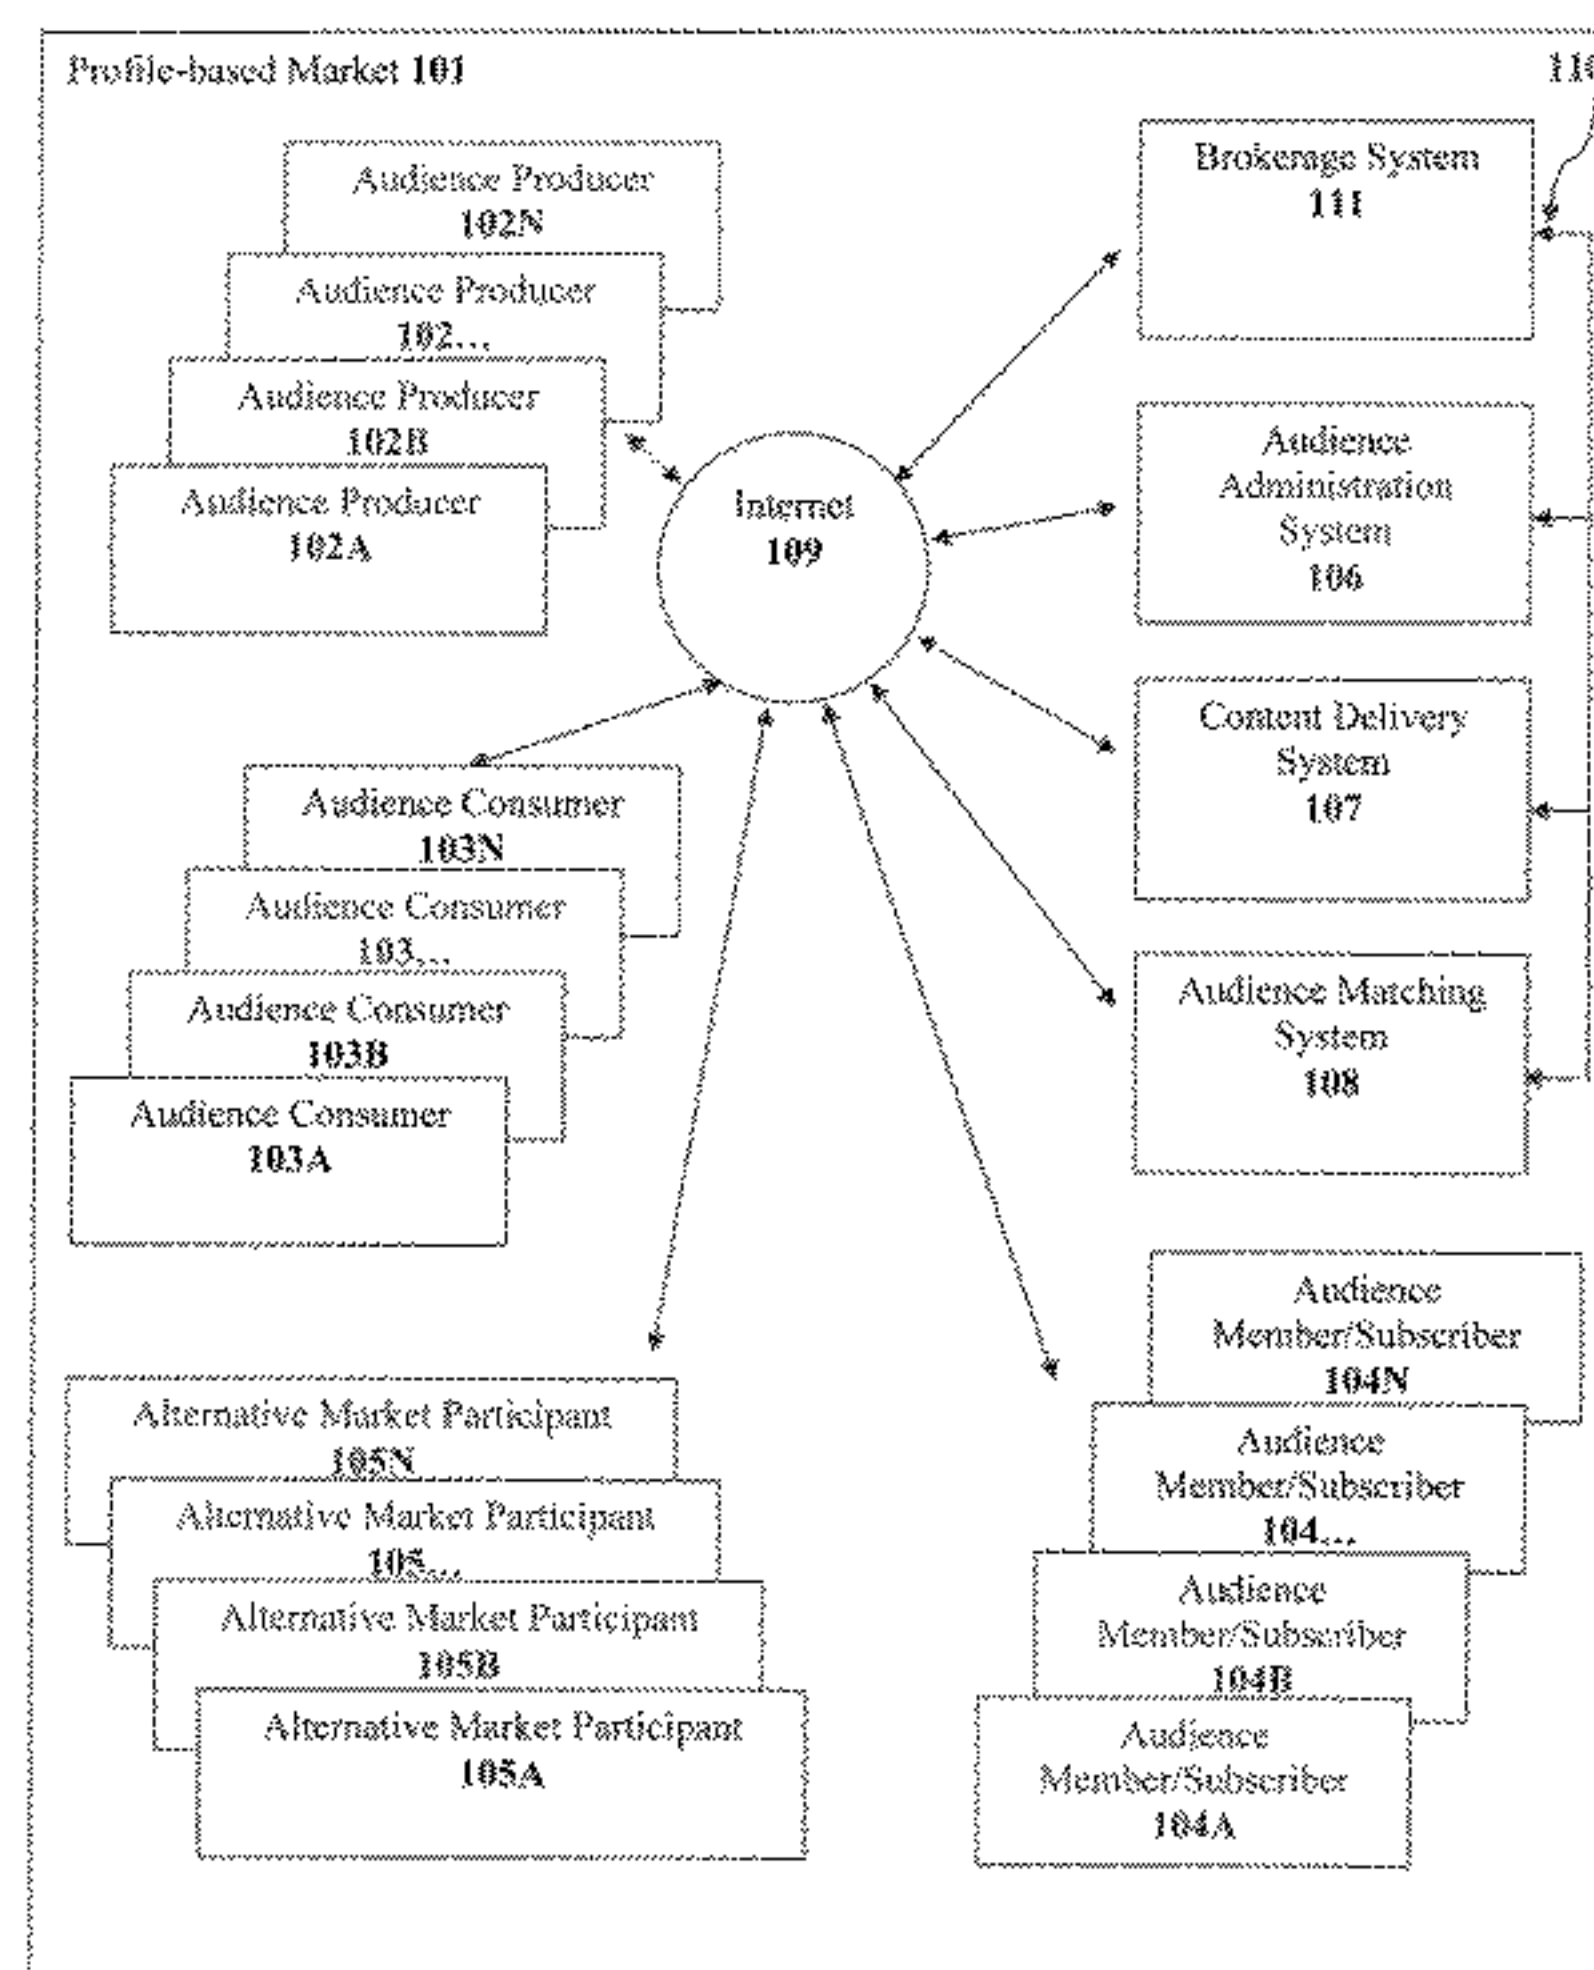 Profile-based Market 101
110
Audience Producer
102N
Audience Producer
102...
Audience Producer
102B
Audience Producer
102A
Internet
109
Brokerage System
111
Audience
Administration
System
106
Content Delivery
System
107
Audience Matching
System
108
Audience Consumer
103N
Audience Consumer
103...
Audience Consumer
103B
Audience Consumer
103A
Alternative Market Participant
105N
Alternative Market Participant
105...
Alternative Market Participant
105B
Alternative Market Participant
105A
Audience
Member/Subscriber
104N
Audience
Member/Subscriber
104...
Audience
Member/Subscriber
104B
Audience
Member/Subscriber
104A